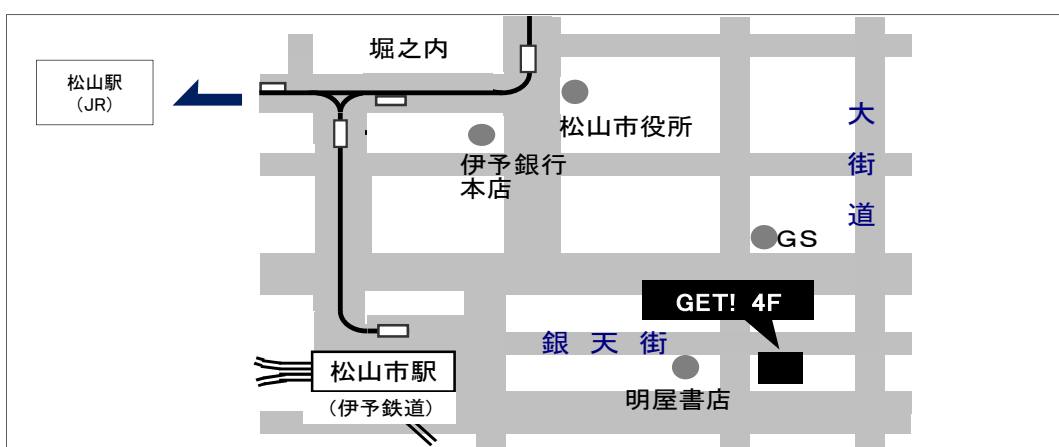 堀之内
松山駅
（JR）
松山市役所
伊予銀行
本店
大街道
GS
GET! 4F
銀天街
松山市駅
（伊予鉄道）
明屋書店